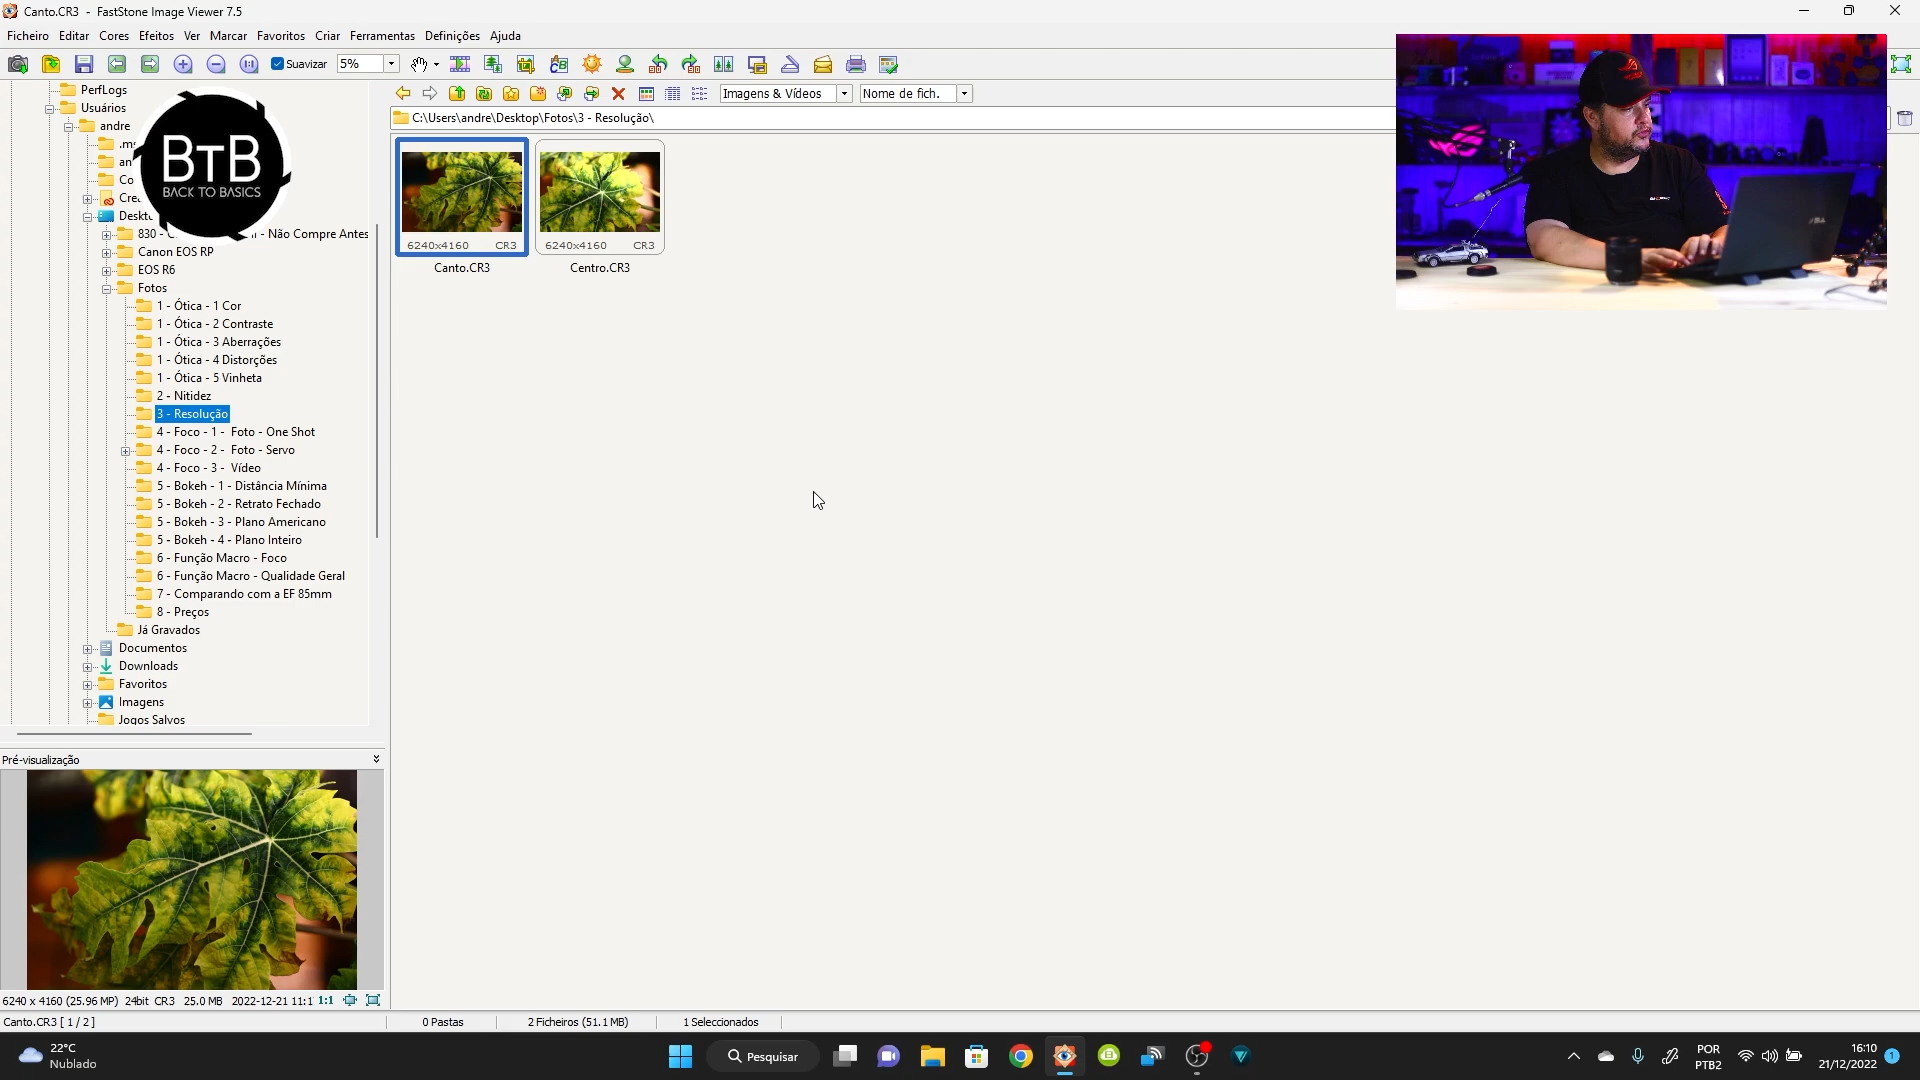 Canto.CR3 - FastStone Image Viewer 7.5
Ficheiro Editar Cores Efeitos Ver Marcar Favoritos Criar Ferramentas Definições Ajuda
Suavizar 5%
Imagens & Vídeos Nome de fich.
C:\Users\andre\Desktop\Fotos\3 - Resolução\
PerfLogs
Usuários
andre
BTB
BACK TO BASICS
Desktc
- Não Compre Antes
Canon EOS RP
EOS R6
Fotos
1 - Ótica - 1 Cor
1 - Ótica - 2 Contraste
1 - Ótica - 3 Aberrações
1 - Ótica - 4 Distorções
1 - Ótica - 5 Vinheta
2 - Nitidez
3 - Resolução
4 - Foco - 1 - Foto - One Shot
4 - Foco - 2 - Foto - Servo
4 - Foco - 3 - Vídeo
5 - Bokeh - 1 - Distância Mínima
5 - Bokeh - 2 - Retrato Fechado
5 - Bokeh - 3 - Plano Americano
5 - Bokeh - 4 - Plano Inteiro
6 - Função Macro - Foco
6 - Função Macro - Qualidade Geral
7 - Comparando com a EF 85mm
8 - Preços
Já Gravados
Documentos
Downloads
Favoritos
Imagens
Jogos Salvos
6240x4160 CR3
Canto.CR3
6240x4160 CR3
Centro.CR3
Pré-visualização
6240 x 4160 (25.96 MP) 24bit CR3 25.0 MB 2022-12-21 11:1 1:1
Canto.CR3 [ 1 / 2 ]
0 Pastas
2 Ficheiros (51.1 MB)
1 Seleccionados
22°C
Nublado
Pesquisar
POR
PTB2
16:10
21/12/2022
1